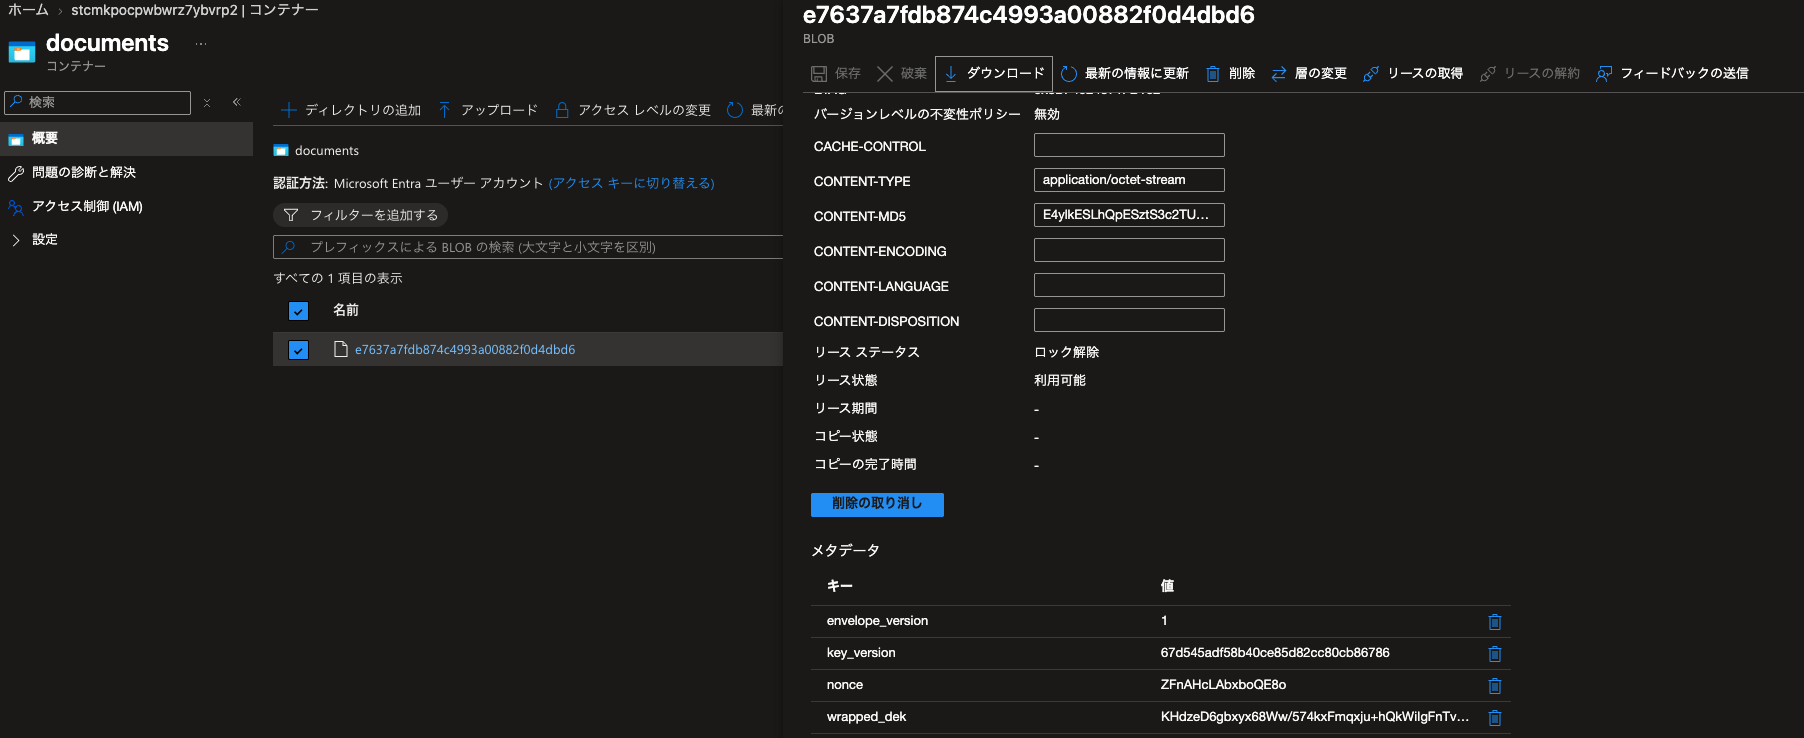 ホーム › stcmkpocpwbwrz7ybvrp2 | コンテナー
documents ...
コンテナー
検索
概要
問題の診断と解決
アクセス制御 (IAM)
設定
ディレクトリの追加 アップロード アクセス レベルの変更 最新の
documents
認証方法: Microsoft Entra ユーザー アカウント (アクセス キーに切り替える)
フィルターを追加する
プレフィックスによる BLOB の検索 (大文字と小文字を区別)
すべての 1 項目の表示
名前
e7637a7fdb874c4993a00882f0d4dbd6
e7637a7fdb874c4993a00882f0d4dbd6
BLOB
保存 破棄 ダウンロード 最新の情報に更新 削除 層の変更 リースの取得 リースの解約 フィードバックの送信
バージョンレベルの不変性ポリシー 無効
CACHE-CONTROL
CONTENT-TYPE application/octet-stream
CONTENT-MD5 E4ylkESLhQpESztS3c2TU...
CONTENT-ENCODING
CONTENT-LANGUAGE
CONTENT-DISPOSITION
リース ステータス ロック解除
リース状態 利用可能
リース期間 -
コピー状態 -
コピーの完了時間 -
削除の取り消し
メタデータ
キー 値
envelope_version 1
key_version 67d545adf58b40ce85d82cc80cb86786
nonce ZFnAHcLAbxboQE8o
wrapped_dek KHdzeD6gbxyx68Ww/574kxFmqxju+hQkWilgFnTv...